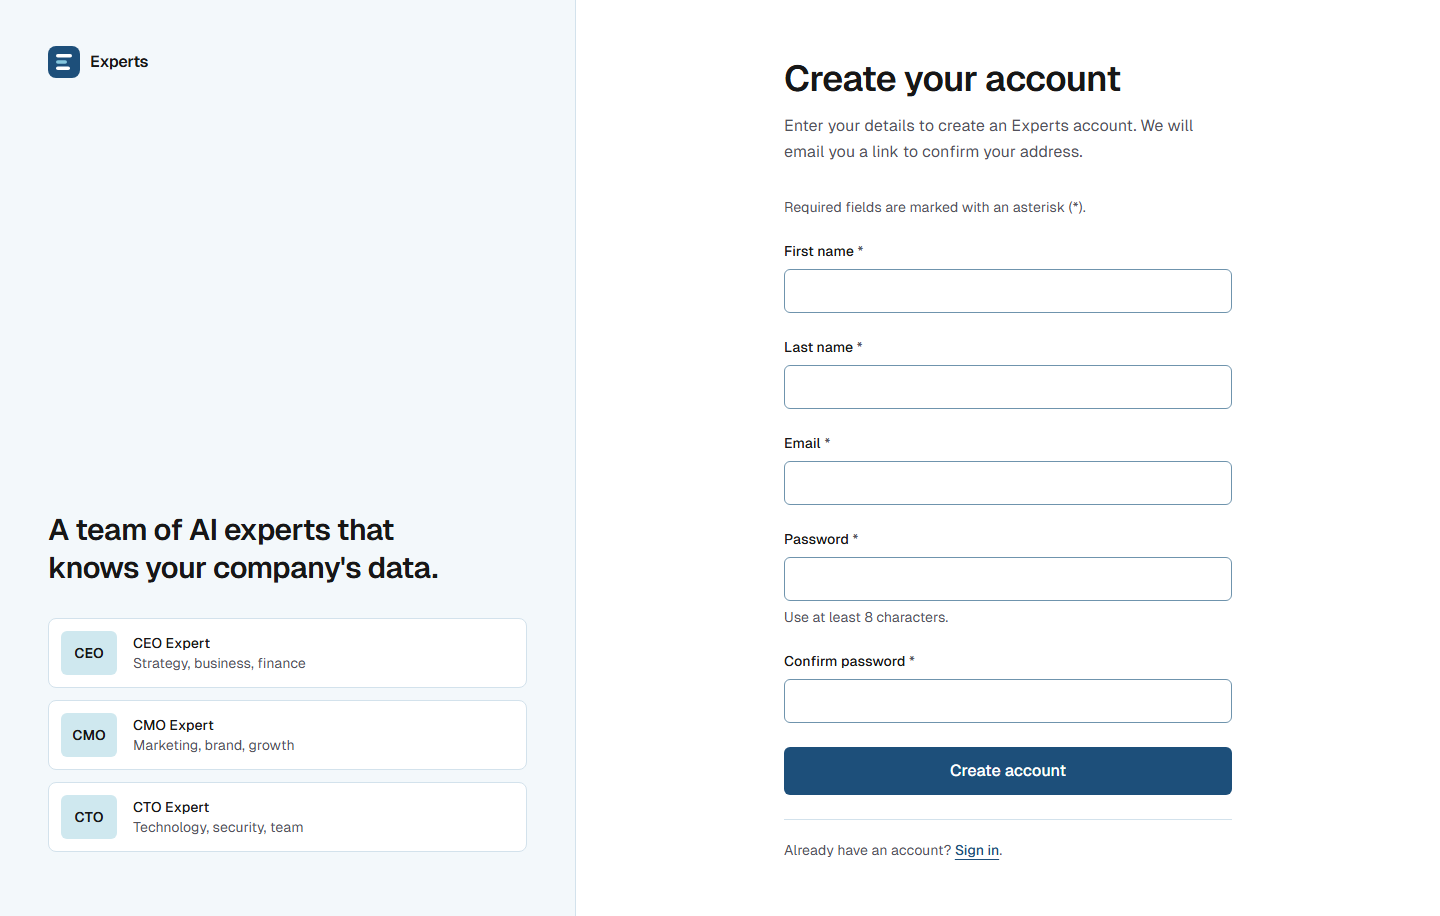 Experts
A team of AI experts that
knows your company's data.
CEO
CEO Expert
Strategy, business, finance
CMO
CMO Expert
Marketing, brand, growth
CTO
CTO Expert
Technology, security, team
Create your account
Enter your details to create an Experts account. We will
email you a link to confirm your address.
Required fields are marked with an asterisk (*).
First name *
Last name *
Email *
Password *
Use at least 8 characters.
Confirm password *
Create account
Already have an account? Sign in.